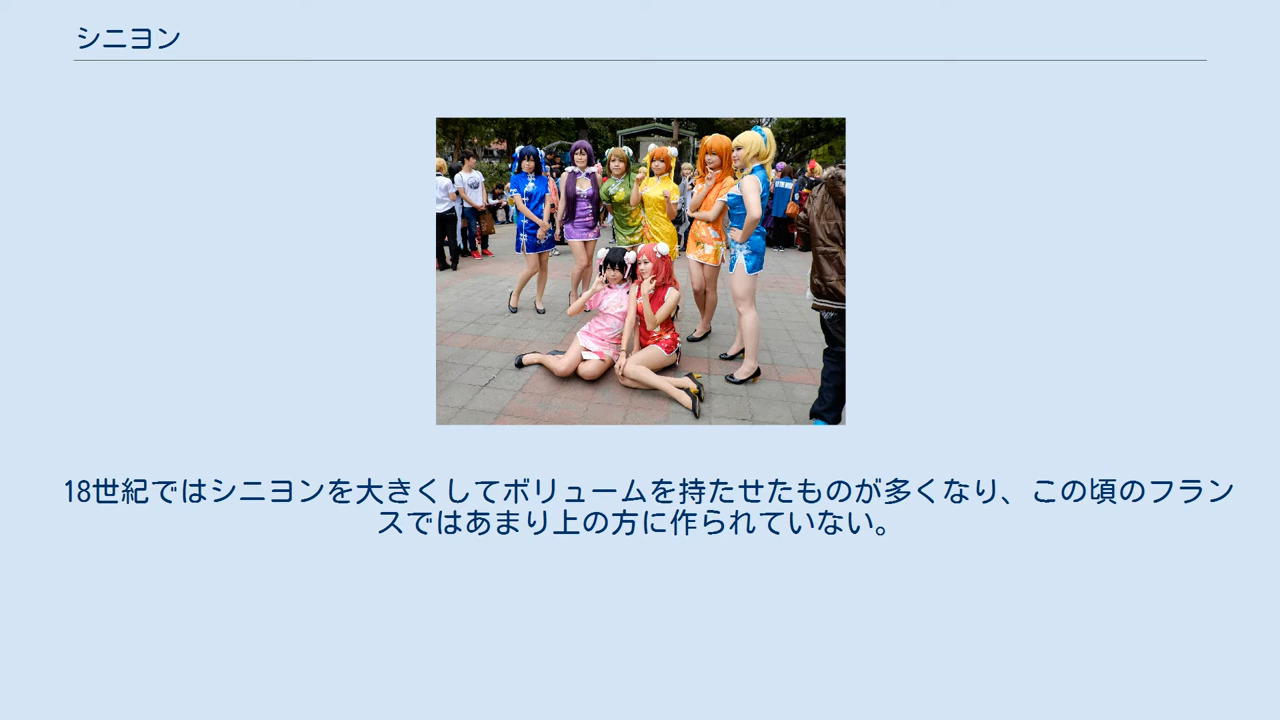 シニヨン
18世紀ではシニヨンを大きくしてボリュームを持たせたものが多くなり、この頃のフラン
スではあまり上の方に作られていない。